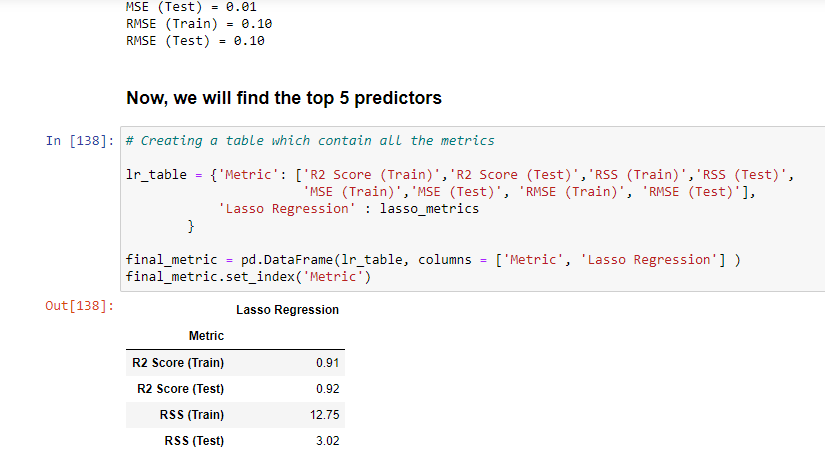 MSE (Test) = 0.01
RMSE (Train) = 0.10
RMSE (Test) = 0.10
Now, we will find the top 5 predictors
In [138]: # Creating a table which contain all the metrics
lr_table = {'Metric': ['R2 Score (Train)','R2 Score (Test)','RSS (Train)','RSS (Test)',
'MSE (Train)','MSE (Test)', 'RMSE (Train)', 'RMSE (Test)'],
'Lasso Regression' : lasso_metrics
}
final_metric = pd.DataFrame(lr_table, columns = ['Metric', 'Lasso Regression'] )
final_metric.set_index('Metric')
Out[138]:
Lasso Regression
Metric
R2 Score (Train) 0.91
R2 Score (Test) 0.92
RSS (Train) 12.75
RSS (Test) 3.02